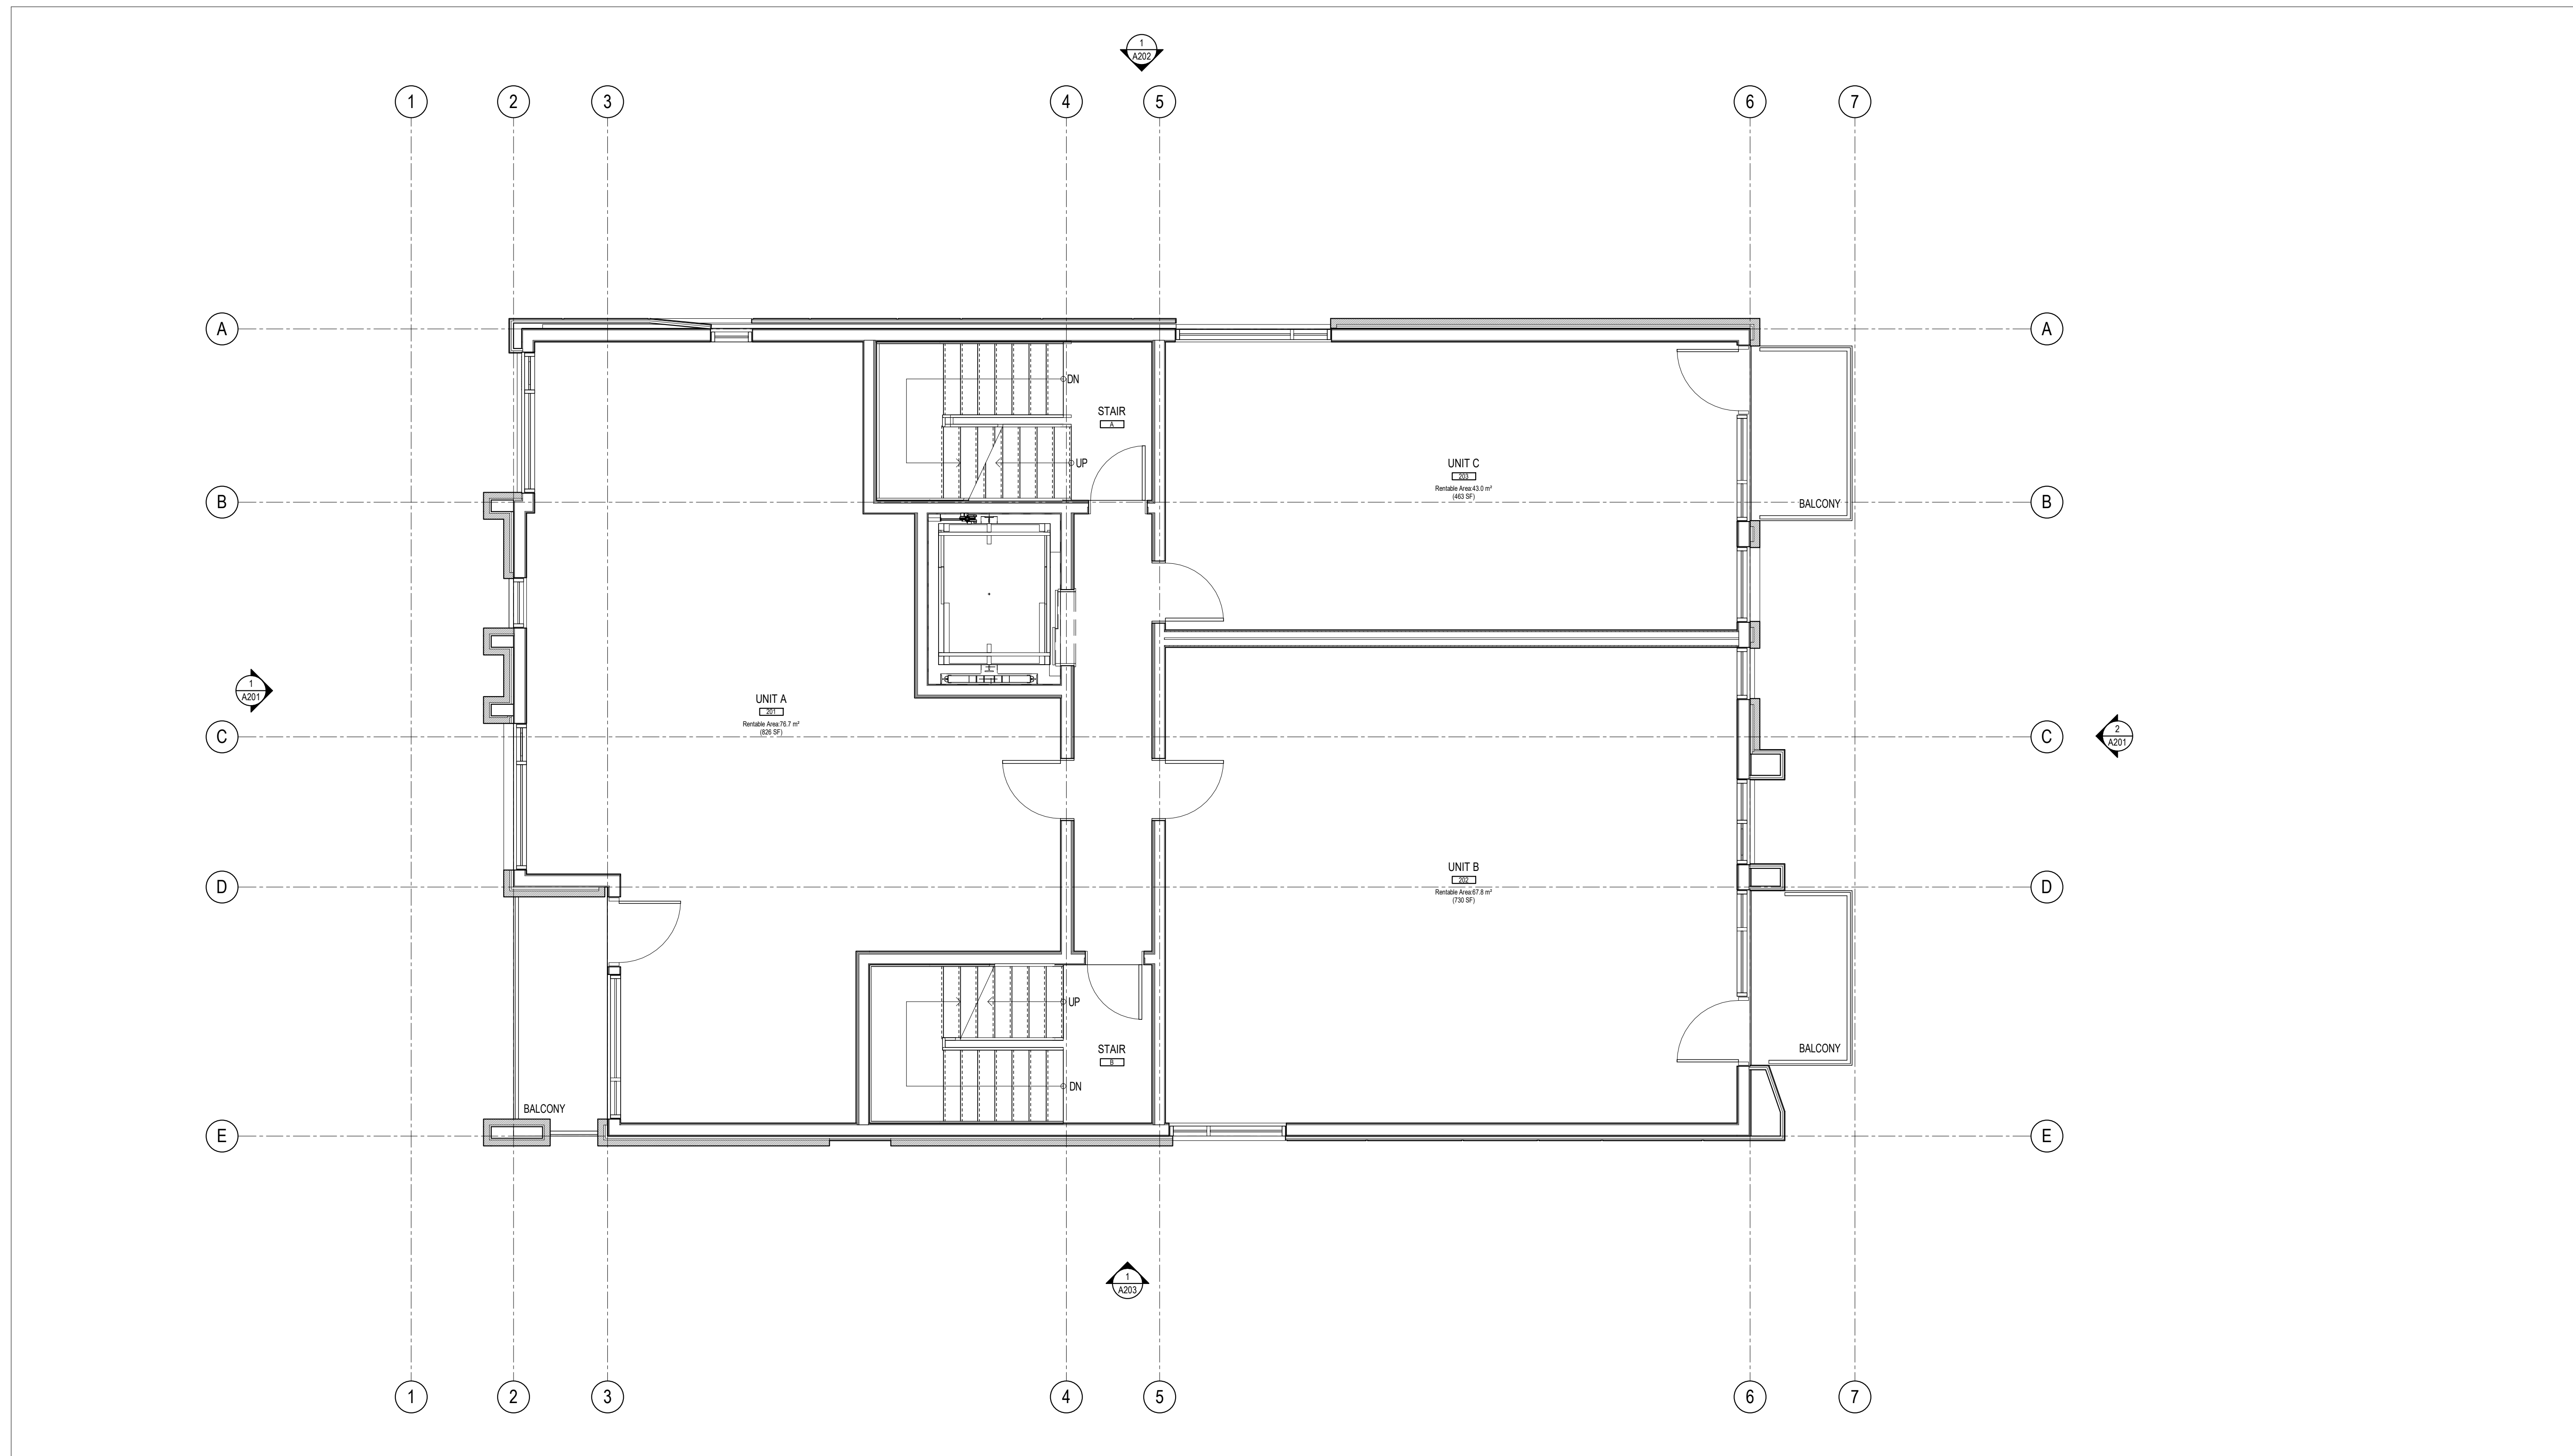 1
A202
1
2
3
4
5
6
7
A
A
DN
STAIR
A
UP
UNIT C
203
Rentable Area:43.0 m²
(463 SF)
B
B
BALCONY
1
A201
UNIT A
201
Rentable Area:76.7 m²
(826 SF)
C
C
2
A201
UNIT B
202
Rentable Area:67.8 m²
(730 SF)
D
D
UP
STAIR
B
DN
BALCONY
BALCONY
E
E
1
A203
1
2
3
4
5
6
7